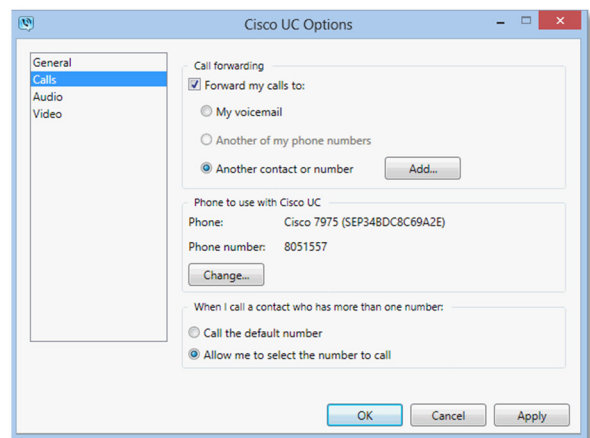 Cisco UC Options
General
Calls
Audio
Video
Call forwarding
Forward my calls to:
My voicemail
Another of my phone numbers
Another contact or number
Add...
Phone to use with Cisco UC
Phone: Cisco 7975 (SEP34BDC8C69A2E)
Phone number: 8051557
Change...
When I call a contact who has more than one number:
Call the default number
Allow me to select the number to call
OK Cancel Apply